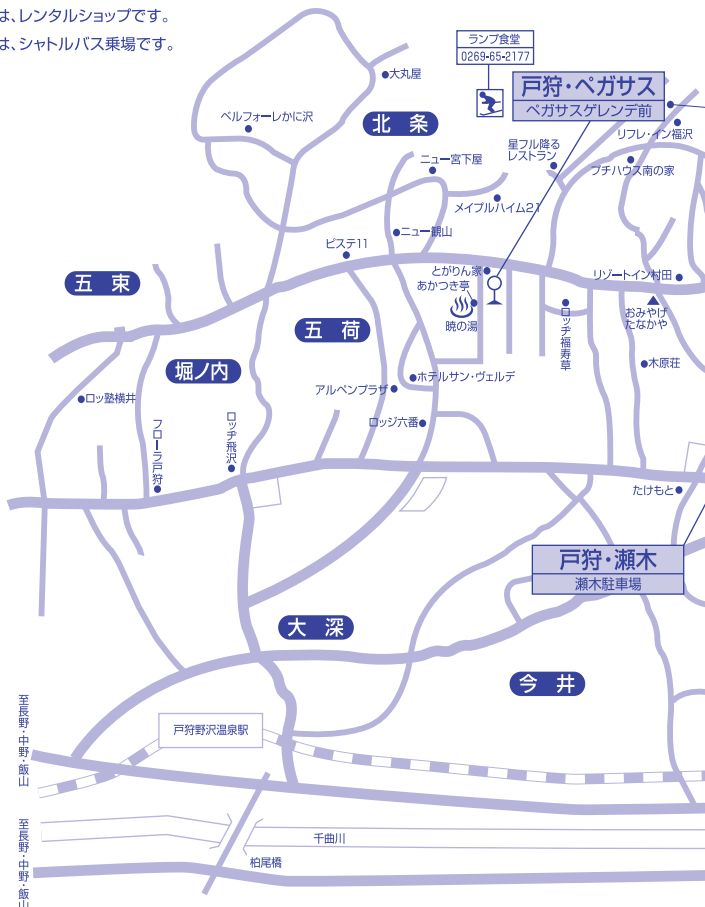 は、レンタルショップです。
は、シャトルバス乗場です。
ランプ食堂
0269-65-2177
戸狩・ペガサス
ペガサスゲレンデ前
大丸屋
ベルフォーレかに沢
北 条
リフレ・イン福沢
星フル降る
レストラン
プチハウス南の家
ニュー宮下屋
メイプルハイム21
ニュー観山
ピステ11
とがりん家
あかつき亭
暁の湯
リゾートイン村田
おみやげ
たなかや
五 束
五 荷
ロッヂ福寿草
木原荘
堀ノ内
ホテルサン・ヴェルデ
アルペンプラザ
ロッジ六番
ロッ塾横井
フローラ戸狩
ロッヂ飛沢
たけもと
戸狩・瀬木
瀬木駐車場
大 深
今 井
至長野・中野・飯山
戸狩野沢温泉駅
至長野・中野・飯山
千曲川
柏尾橋